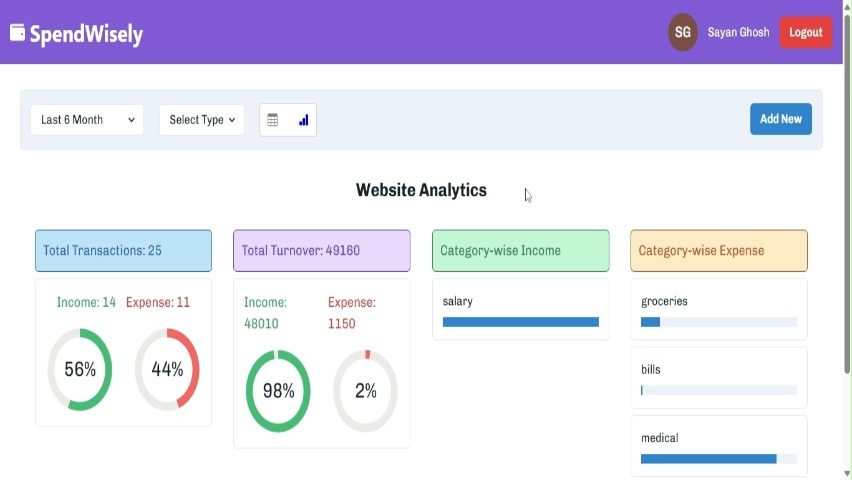 SpendWisely
SG
Sayan Ghosh
Logout
Last 6 Month
Select Type
Add New
Website Analytics
Total Transactions: 25
Income: 14 Expense: 11
56%
44%
Total Turnover: 49160
Income:
48010
Expense:
1150
98%
2%
Category-wise Income
salary
Category-wise Expense
groceries
bills
medical